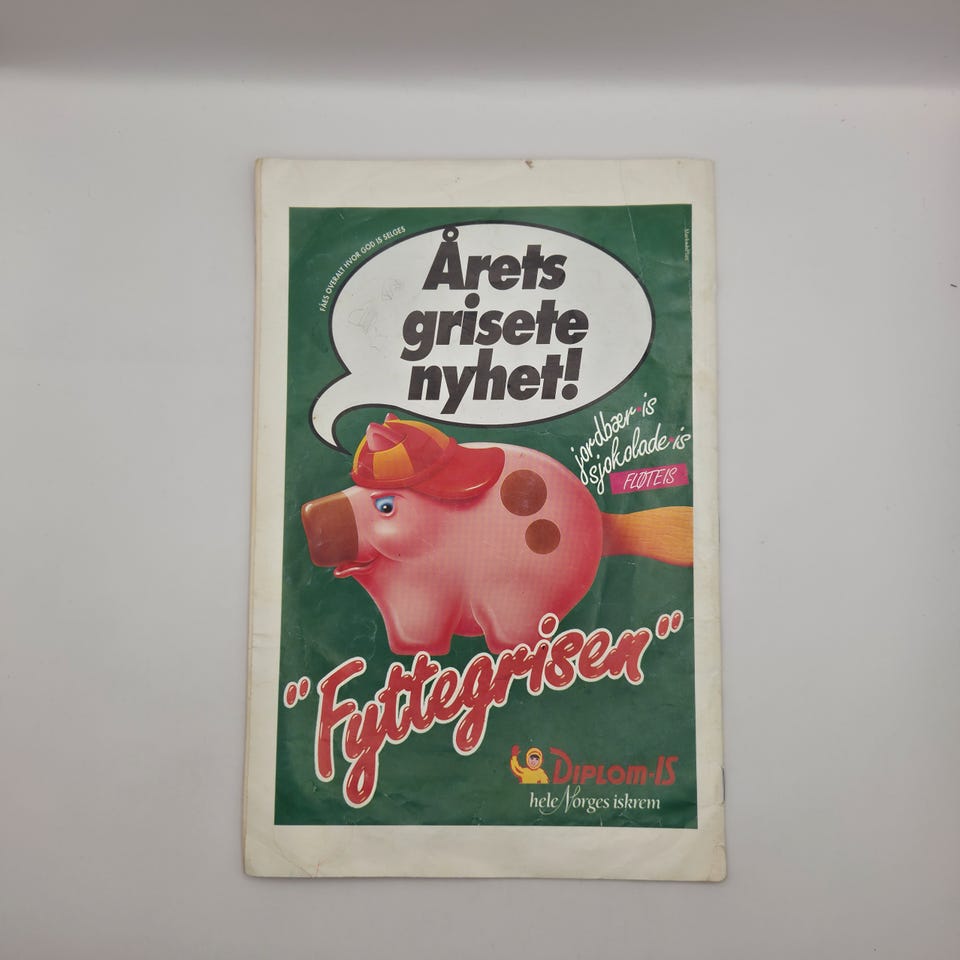 FÅES OVERALT HVOR GOD IS SELGES
Årets
grisete
nyhet!
jordbær-is
sjokolade-is
FLØTEIS
"Fyttegrisen"
DIPLOM-IS
hele Norges iskrem